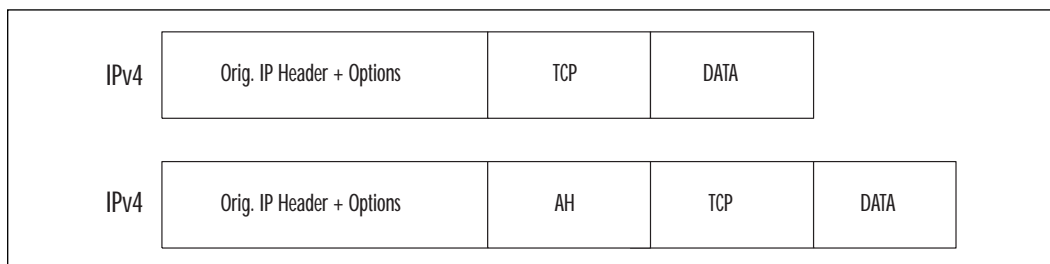 IPv4 Orig. IP Header + Options TCP DATA
IPv4 Orig. IP Header + Options AH TCP DATA